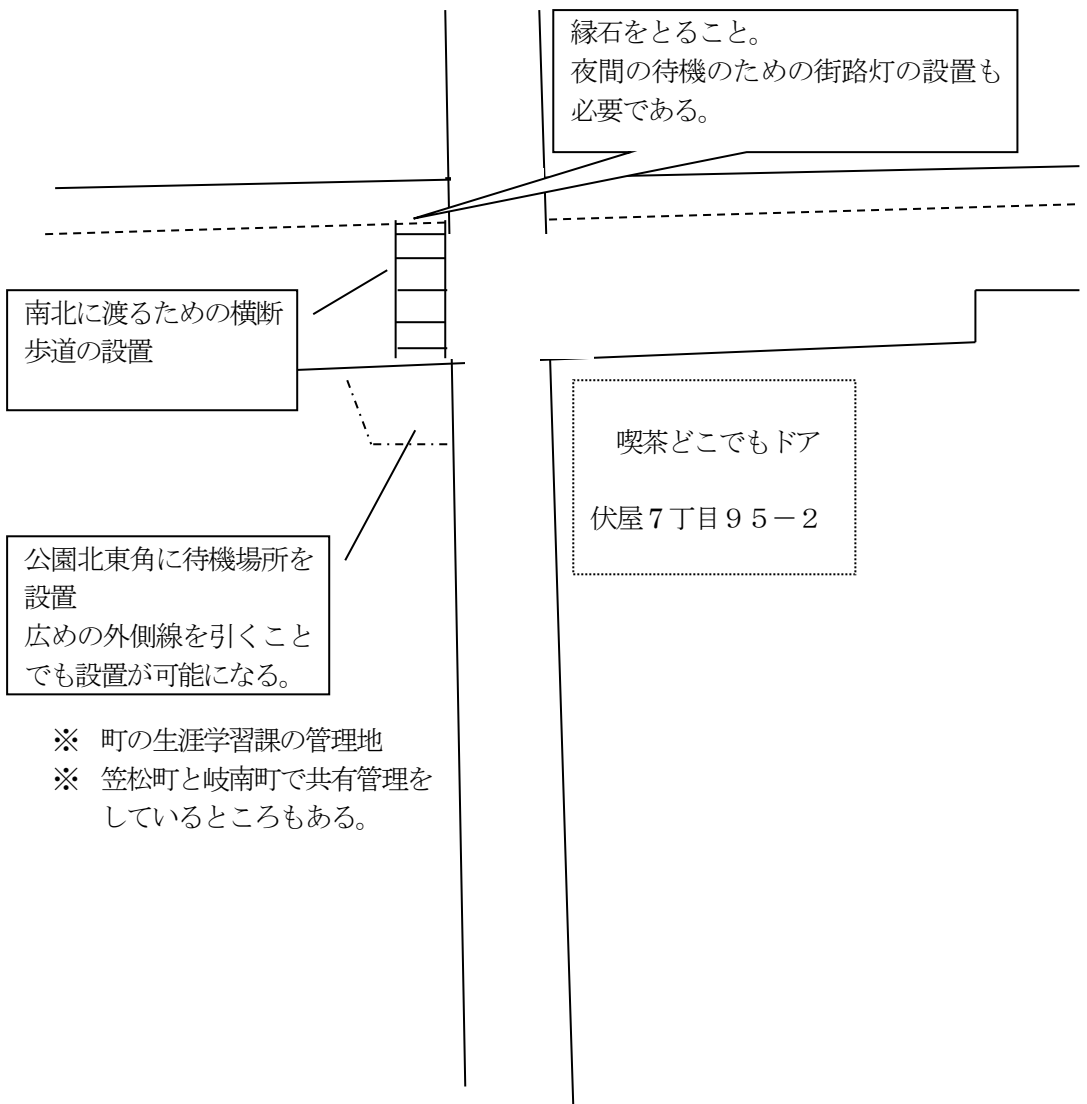 縁石をとること。
夜間の待機のための街路灯の設置も
必要である。
南北に渡るための横断
歩道の設置
喫茶どこでもドア
伏屋7丁目95-2
公園北東角に待機場所を
設置
広めの外側線を引くこと
でも設置が可能になる。
※ 町の生涯学習課の管理地
※ 笠松町と岐南町で共有管理を
しているところもある。